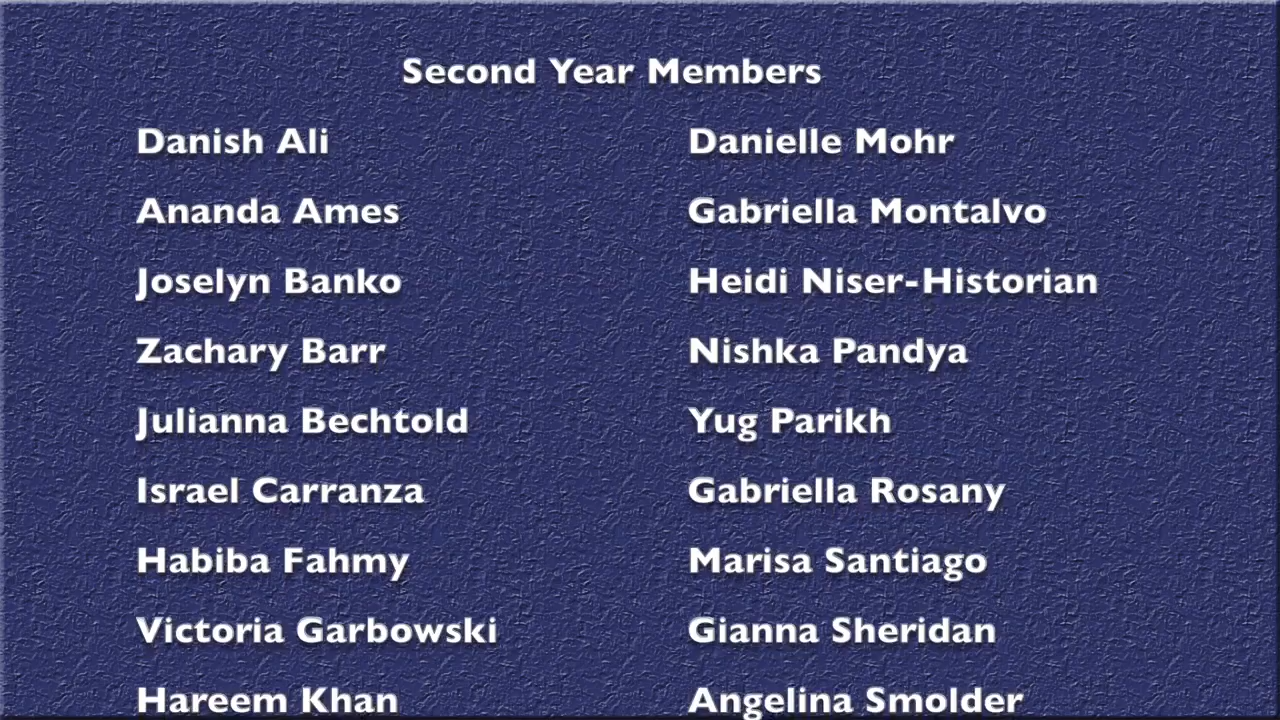 Second Year Members
Danish Ali
Ananda Ames
Joselyn Banko
Zachary Barr
Julianna Bechtold
Israel Carranza
Habiba Fahmy
Victoria Garbowski
Hareem Khan
Danielle Mohr
Gabriella Montalvo
Heidi Niser-Historian
Nishka Pandya
Yug Parikh
Gabriella Rosany
Marisa Santiago
Gianna Sheridan
Angelina Smolder